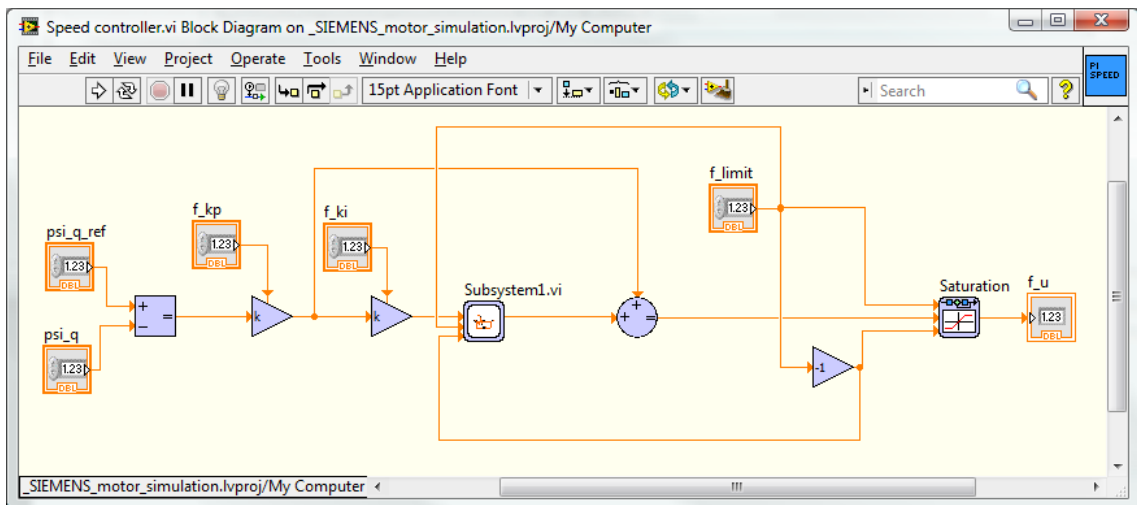 Speed controller.vi Block Diagram on _SIEMENS_motor_simulation.lvproj/My Computer
File Edit View Project Operate Tools Window Help
PI
SPEED
15pt Application Font
Search
?
f_limit
1.23
DBL
f_kp
1.23
DBL
f_ki
1.23
DBL
psi_q_ref
1.23
DBL
+
−
=
k
k
Subsystem1.vi
+
+
=
Saturation
f_u
1.23
DBL
psi_q
1.23
DBL
-1
_SIEMENS_motor_simulation.lvproj/My Computer